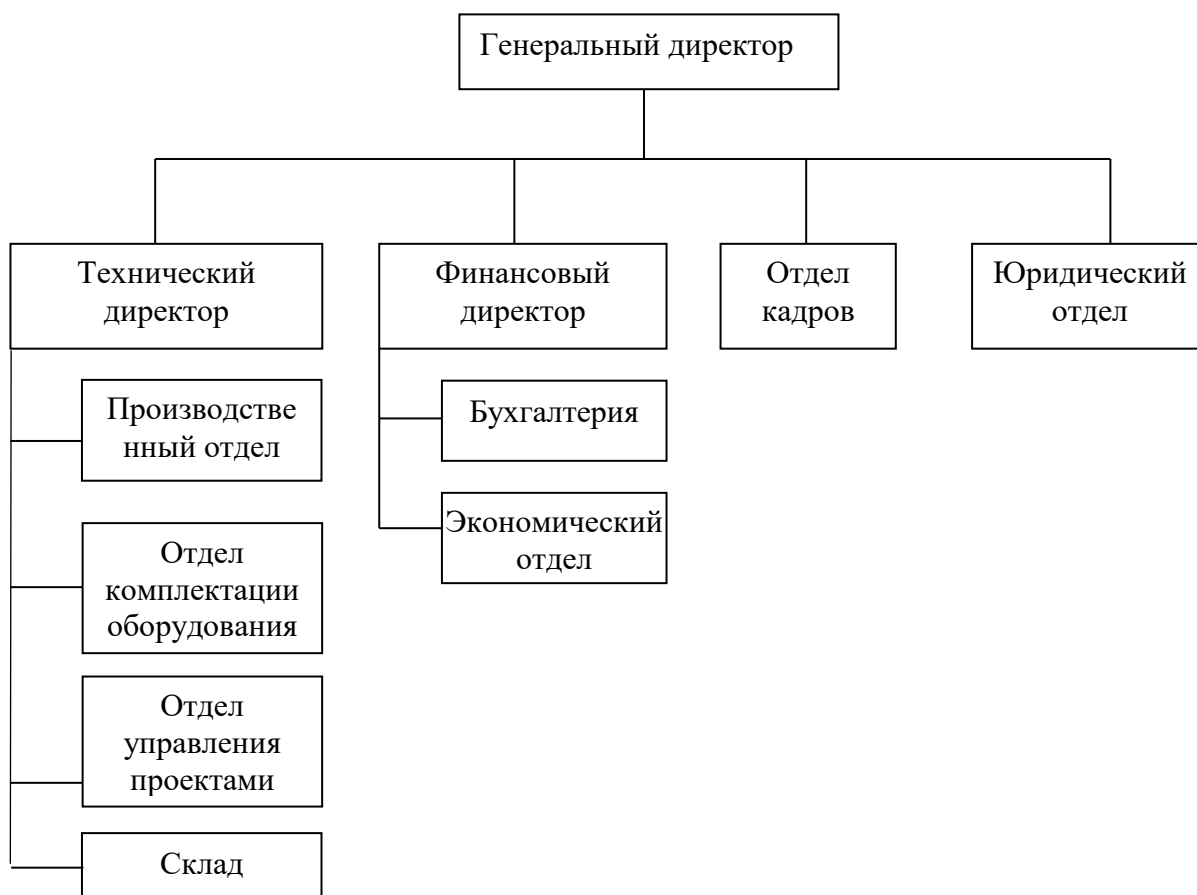 Генеральный директор
Технический
директор
Финансовый
директор
Отдел
кадров
Юридический
отдел
Производстве
нный отдел
Бухгалтерия
Экономический
отдел
Отдел
комплектации
оборудования
Отдел
управления
проектами
Склад